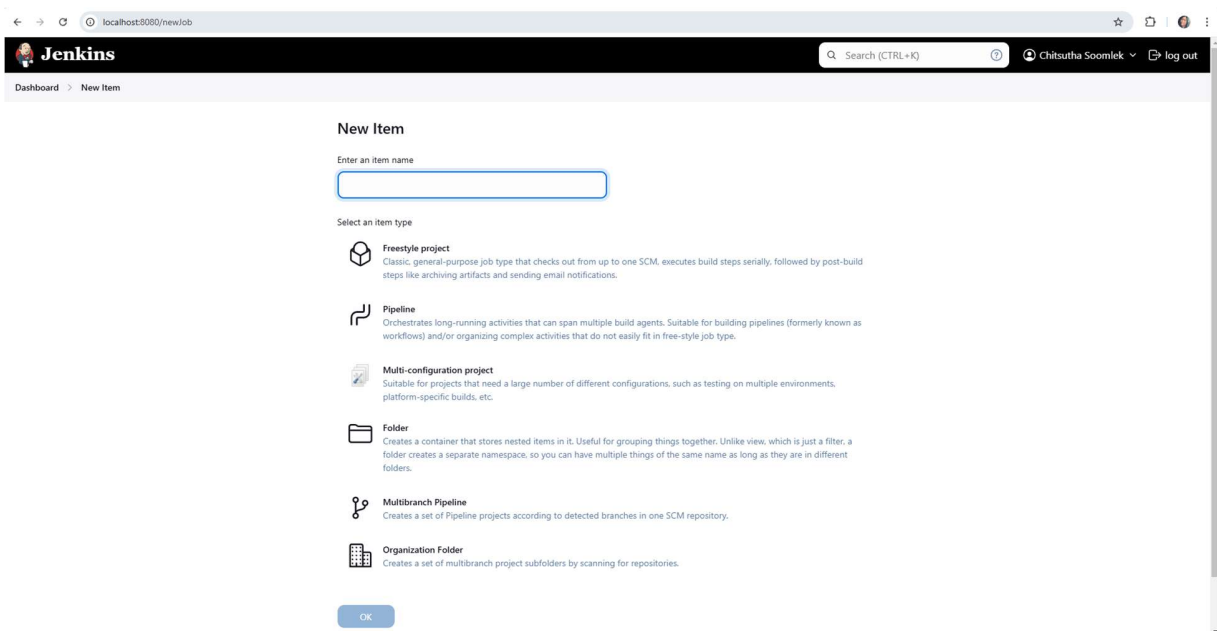 localhost:8080/newJob
Jenkins
Search (CTRL+K)
?
Chitsutha Soomlek
log out
Dashboard > New Item
New Item
Enter an item name
Select an item type
Freestyle project
Classic, general-purpose job type that checks out from up to one SCM, executes build steps serially, followed by post-build
steps like archiving artifacts and sending email notifications.
Pipeline
Orchestrates long-running activities that can span multiple build agents. Suitable for building pipelines (formerly known as
workflows) and/or organizing complex activities that do not easily fit in free-style job type.
Multi-configuration project
Suitable for projects that need a large number of different configurations, such as testing on multiple environments,
platform-specific builds, etc.
Folder
Creates a container that stores nested items in it. Useful for grouping things together. Unlike view, which is just a filter, a
folder creates a separate namespace, so you can have multiple things of the same name as long as they are in different
folders.
Multibranch Pipeline
Creates a set of Pipeline projects according to detected branches in one SCM repository.
Organization Folder
Creates a set of multibranch project subfolders by scanning for repositories.
OK